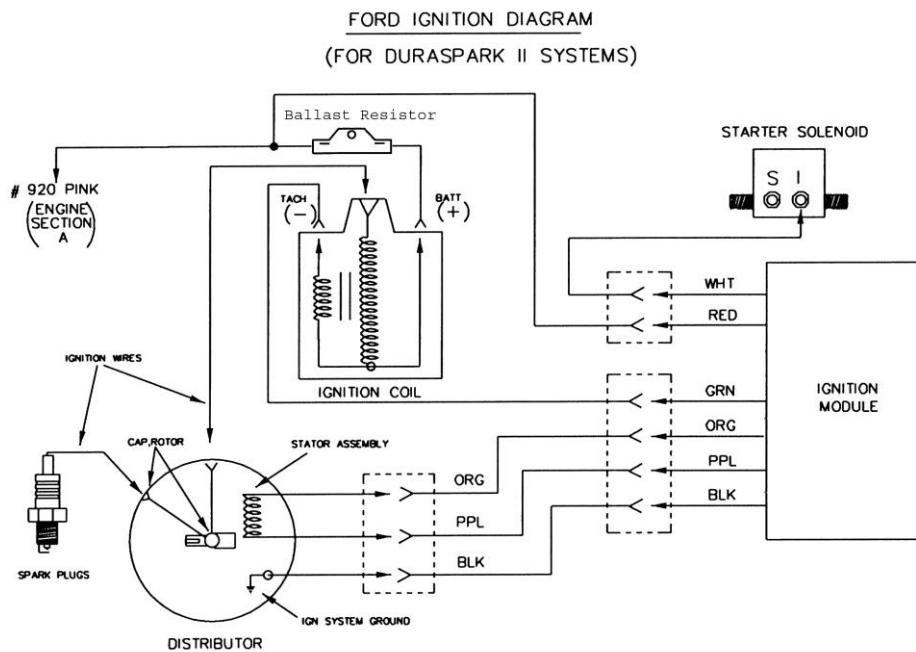 FORD IGNITION DIAGRAM
(FOR DURASPARK II SYSTEMS)
Ballast Resistor
STARTER SOLENOID
S I
# 920 PINK
(ENGINE
SECTION
A)
TACH
(-)
BATT
(+)
WHT
RED
IGNITION COIL
IGNITION WIRES
GRN
ORG
PPL
BLK
IGNITION
MODULE
CAP,ROTOR
STATOR ASSEMBLY
ORG
PPL
BLK
SPARK PLUGS
IGN SYSTEM GROUND
DISTRIBUTOR